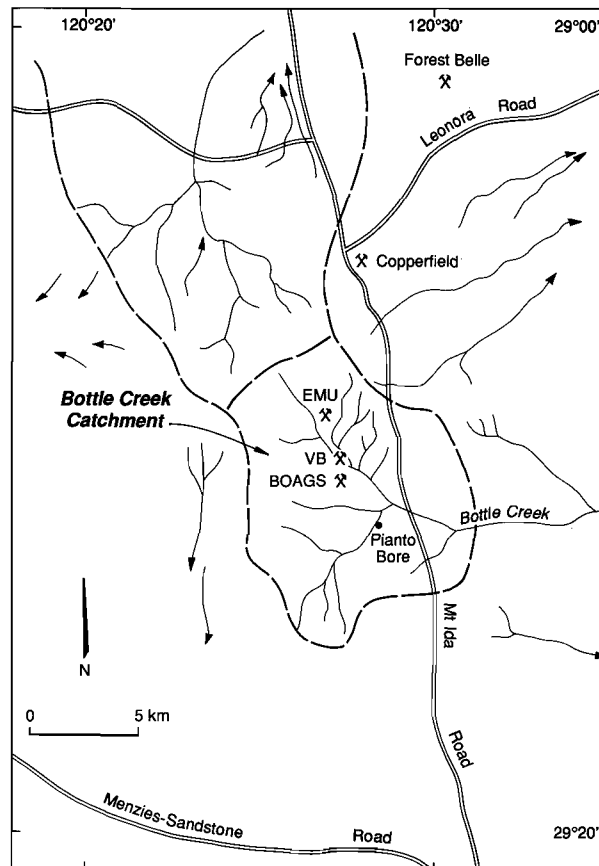 120°20'
120°30'
29°00'
Forest Belle
Leonora Road
Copperfield
Bottle Creek
Catchment
EMU
VB
BOAGS
Bottle Creek
Pianto
Bore
N
Mt Ida
Road
0 5 km
Menzies-Sandstone Road
29°20'